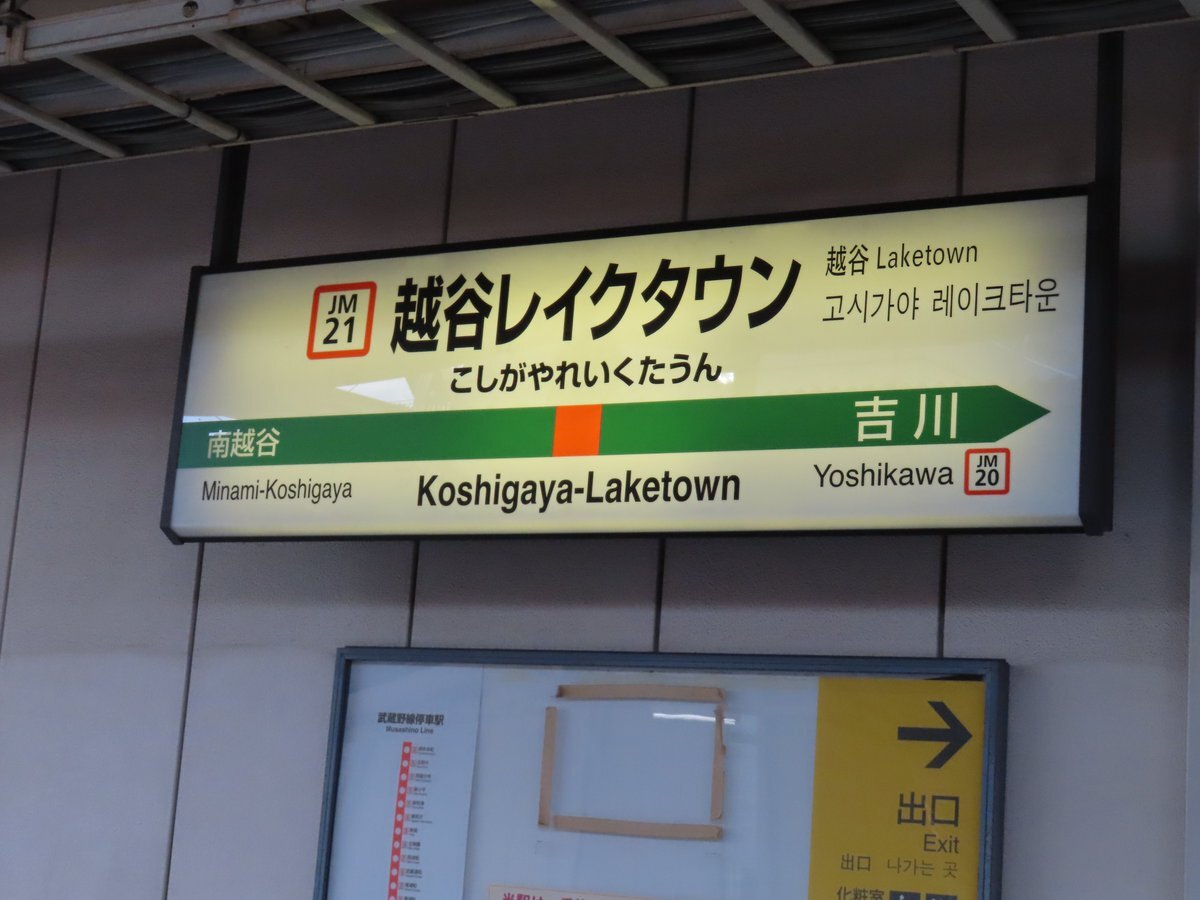 JM
21
越谷レイクタウン
こしがやれいくたうん
越谷 Laketown
고시가야 레이크타운
南越谷
吉川
Minami-Koshigaya
Koshigaya-Laketown
Yoshikawa
JM
20
武蔵野線停車駅
Musashino Line
出口
Exit
出口 나가는 곳
化粧室